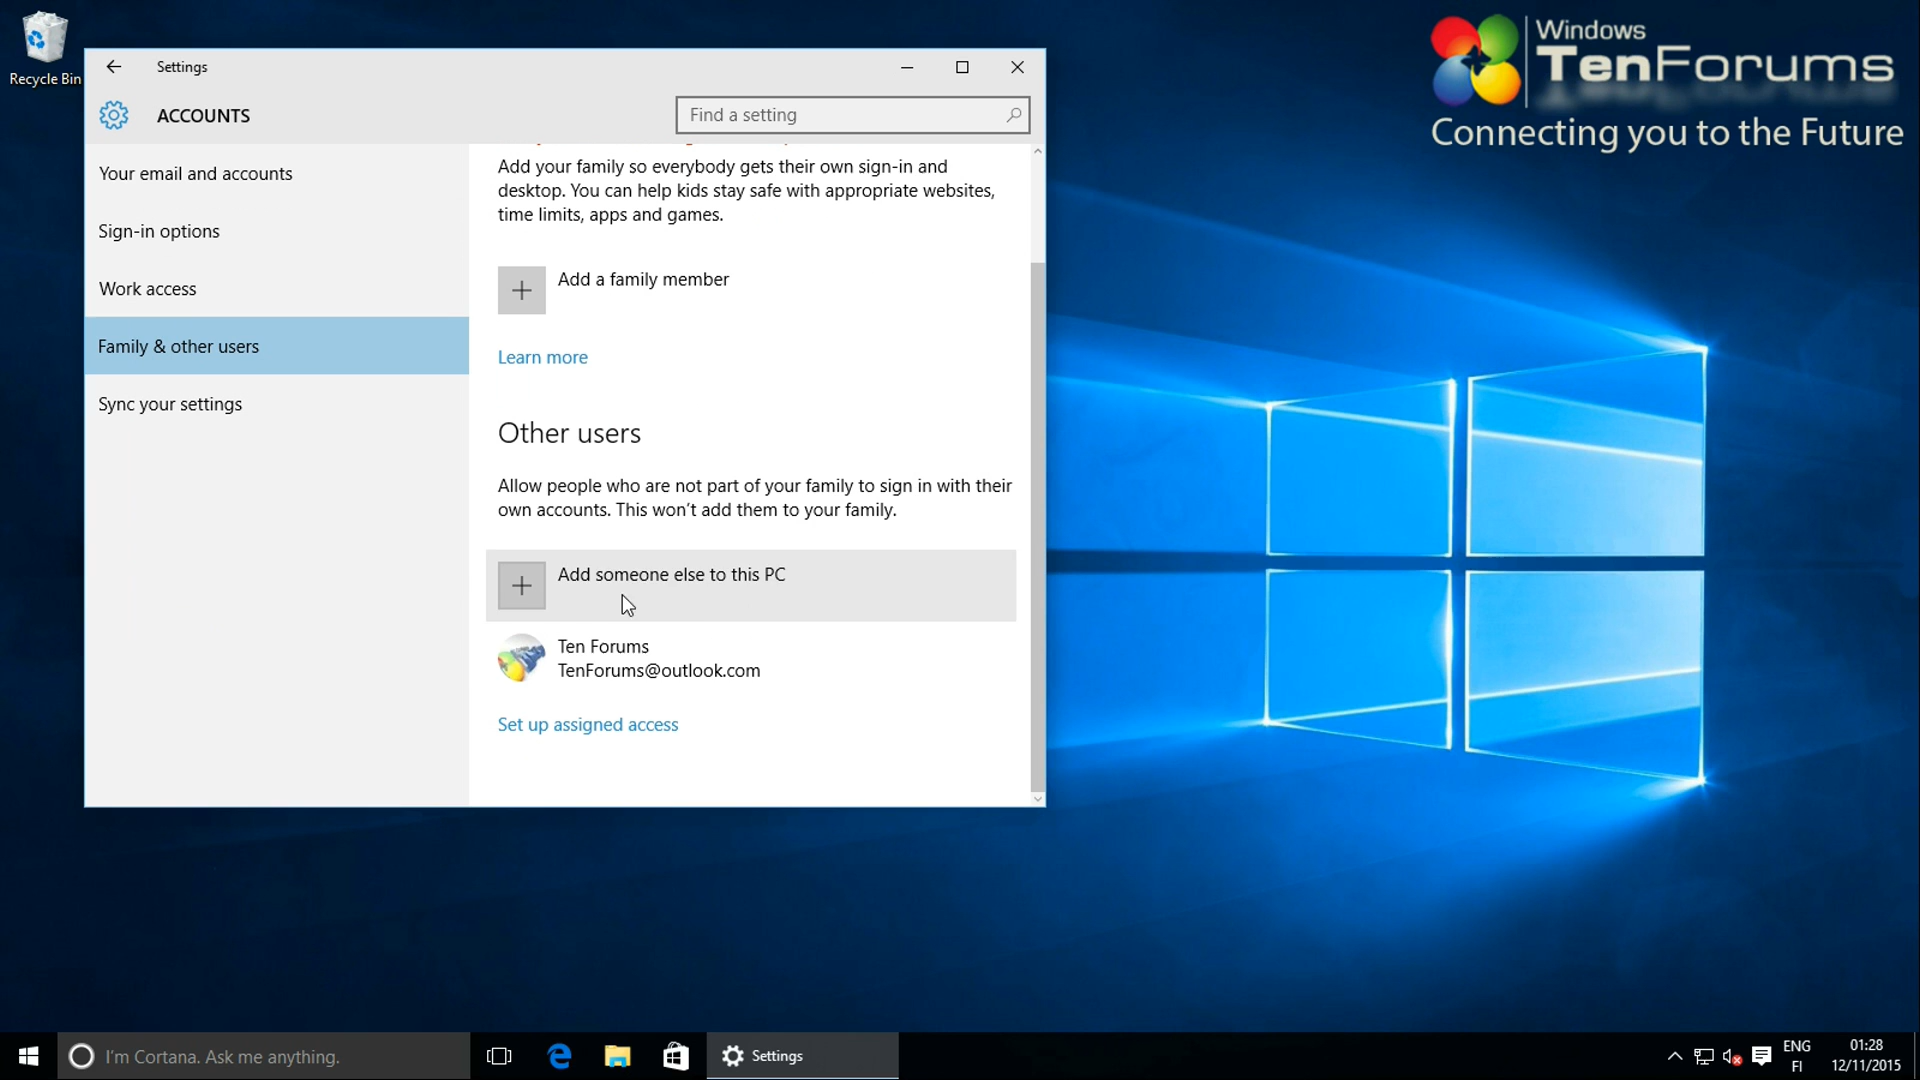 Recycle Bin
Settings
ACCOUNTS
Find a setting
Your email and accounts
Sign-in options
Work access
Family & other users
Sync your settings
Add your family so everybody gets their own sign-in and
desktop. You can help kids stay safe with appropriate websites,
time limits, apps and games.
Add a family member
Learn more
Other users
Allow people who are not part of your family to sign in with their
own accounts. This won't add them to your family.
Add someone else to this PC
Ten Forums
TenForums@outlook.com
Set up assigned access
Windows
TenForums
Connecting you to the Future
I'm Cortana. Ask me anything.
Settings
ENG
FI
01:28
12/11/2015